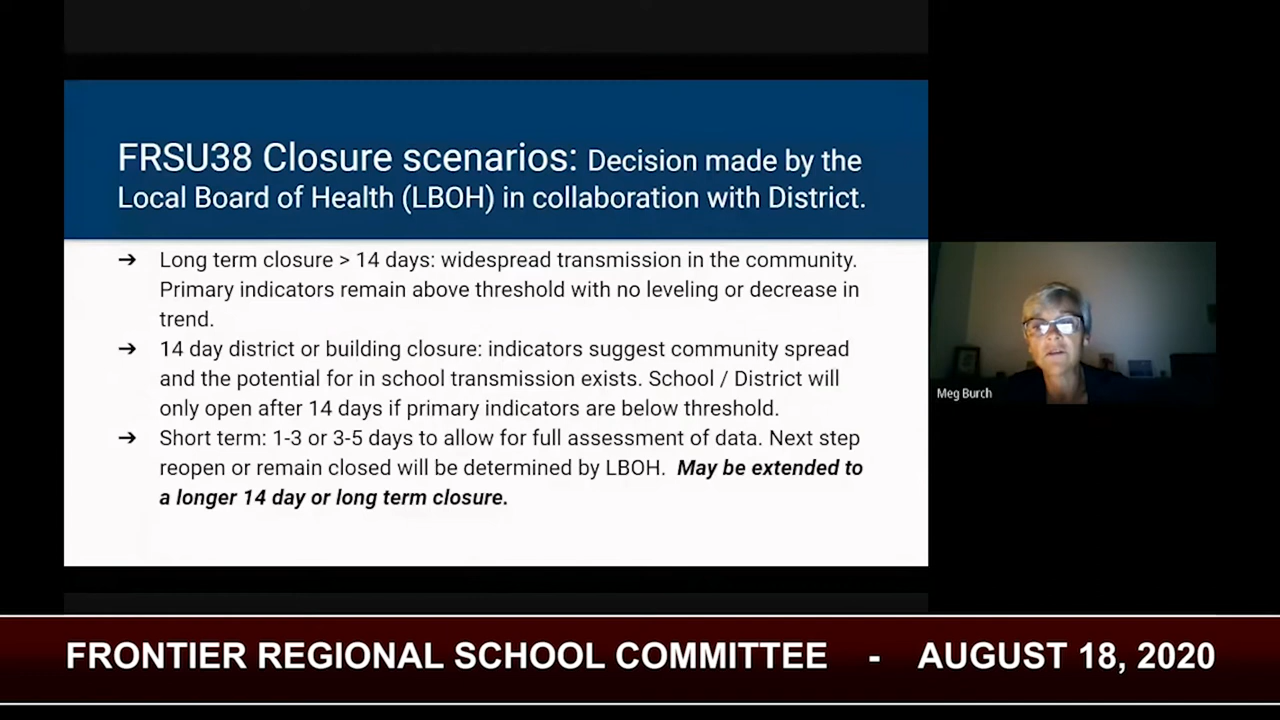 FRSU38 Closure scenarios: Decision made by the
Local Board of Health (LBOH) in collaboration with District.
➔ Long term closure > 14 days: widespread transmission in the community.
Primary indicators remain above threshold with no leveling or decrease in
trend.
➔ 14 day district or building closure: indicators suggest community spread
and the potential for in school transmission exists. School / District will
only open after 14 days if primary indicators are below threshold.
➔ Short term: 1-3 or 3-5 days to allow for full assessment of data. Next step
reopen or remain closed will be determined by LBOH. May be extended to
a longer 14 day or long term closure.
Meg Burch
FRONTIER REGIONAL SCHOOL COMMITTEE - AUGUST 18, 2020